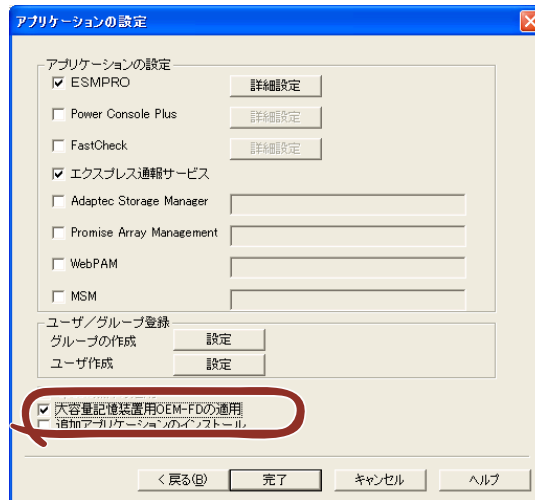 アプリケーションの設定
アプリケーションの設定
ESMPRO 詳細設定
Power Console Plus 詳細設定
FastCheck 詳細設定
エクスプレス通報サービス
Adaptec Storage Manager
Promise Array Management
WebPAM
MSM
ユーザ／グループ登録
グループの作成 設定
ユーザ作成 設定
大容量記憶装置用OEM-FDの適用
追加アプリケーションのインストール
< 戻る(B) 完了 キャンセル ヘルプ